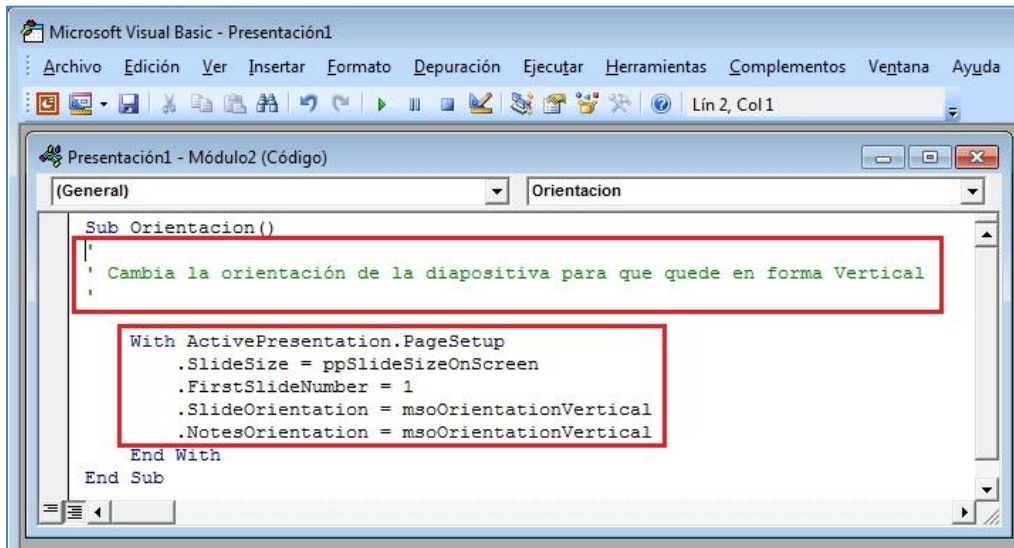 Microsoft Visual Basic - Presentación1
Archivo Edición Ver Insertar Formato Depuración Ejecutar Herramientas Complementos Ventana Ayuda
Lín 2, Col 1
Presentación1 - Módulo2 (Código)
(General) Orientacion
Sub Orientacion()
'
' Cambia la orientación de la diapositiva para que quede en forma Vertical
'
With ActivePresentation.PageSetup
.SlideSize = ppSlideSizeOnScreen
.FirstSlideNumber = 1
.SlideOrientation = msoOrientationVertical
.NotesOrientation = msoOrientationVertical
End With
End Sub